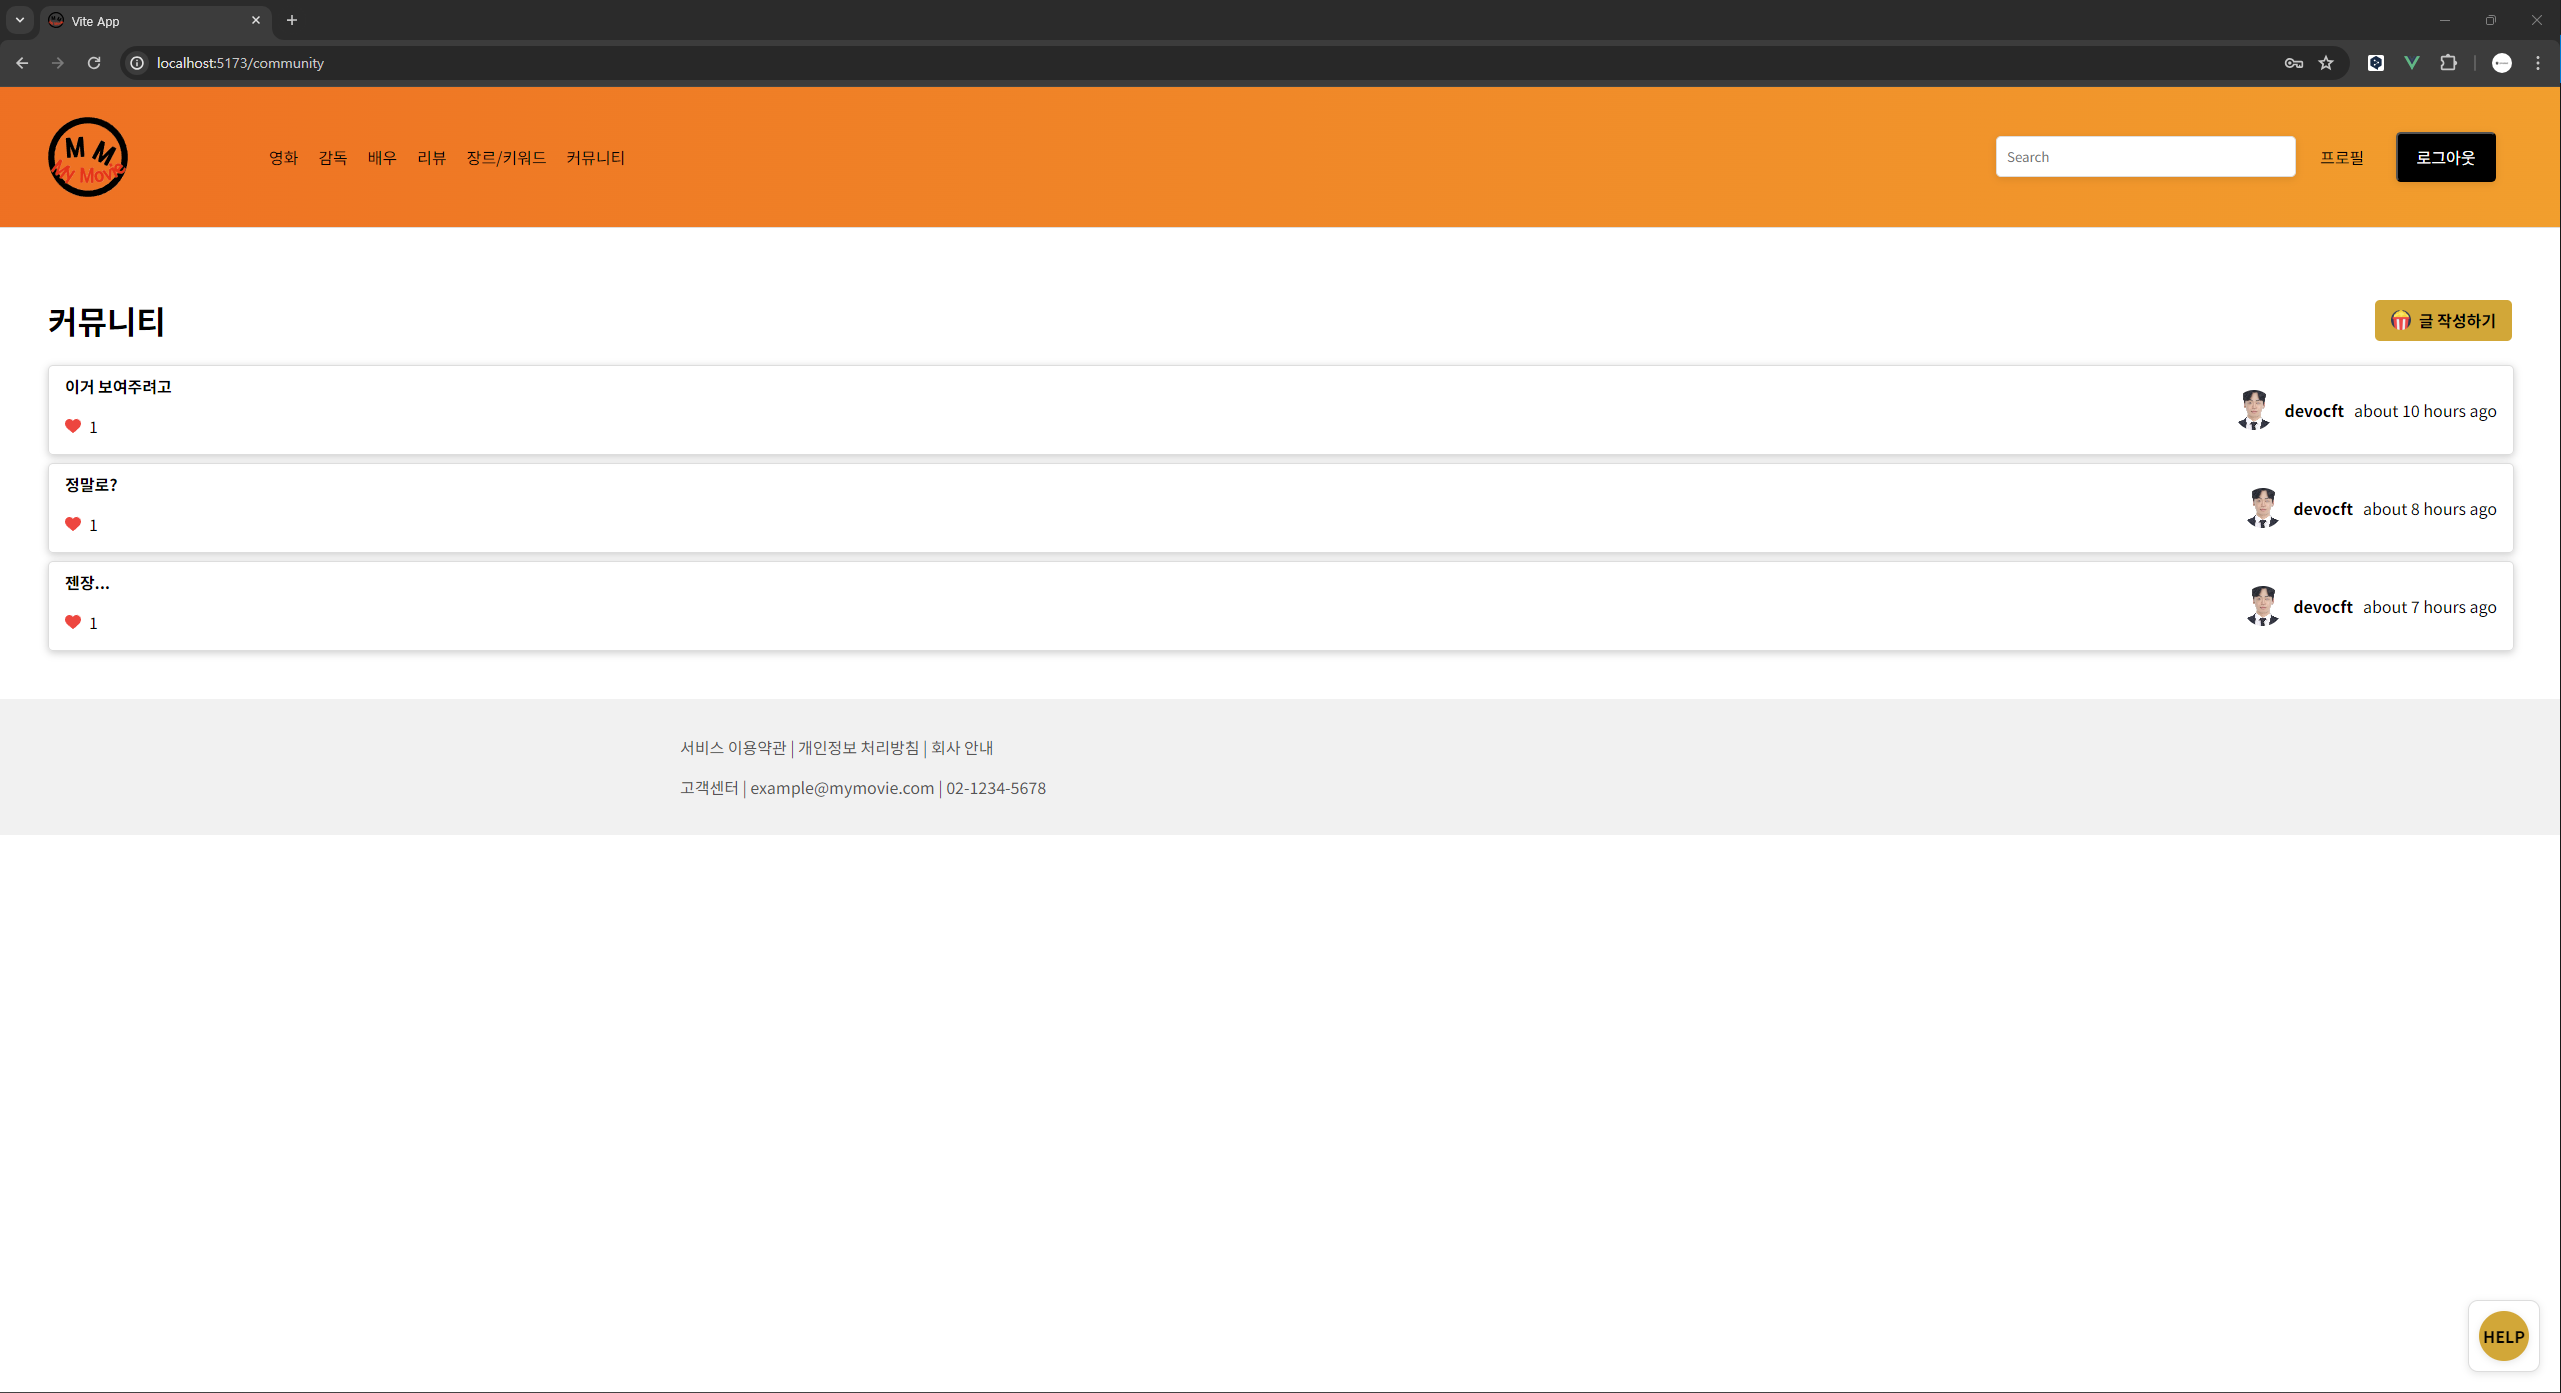 Vite App
localhost:5173/community
M M
My Movie
영화 감독 배우 리뷰 장르/키워드 커뮤니티
Search
프로필
로그아웃
커뮤니티
글 작성하기
이거 보여주려고
1
devocft about 10 hours ago
정말로?
1
devocft about 8 hours ago
젠장...
1
devocft about 7 hours ago
서비스 이용약관 | 개인정보 처리방침 | 회사 안내
고객센터 | example@mymovie.com | 02-1234-5678
HELP